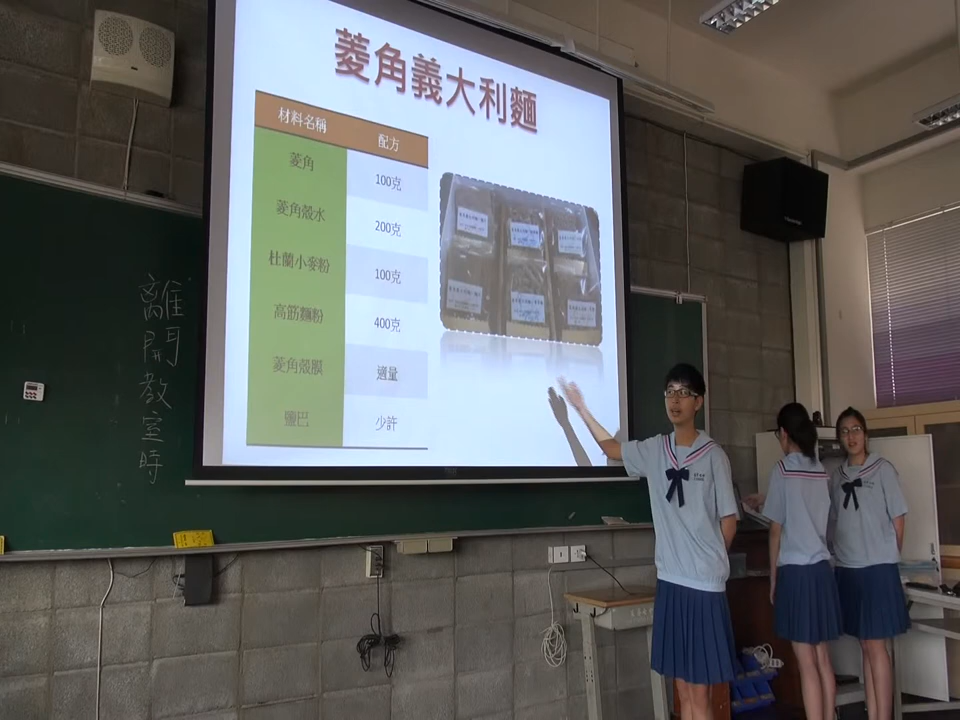 菱角義大利麵
材料名稱 配方
菱角 100克
菱角殼水 200克
杜蘭小麥粉 100克
高筋麵粉 400克
菱角殼膜 適量
鹽巴 少許
離開教室時